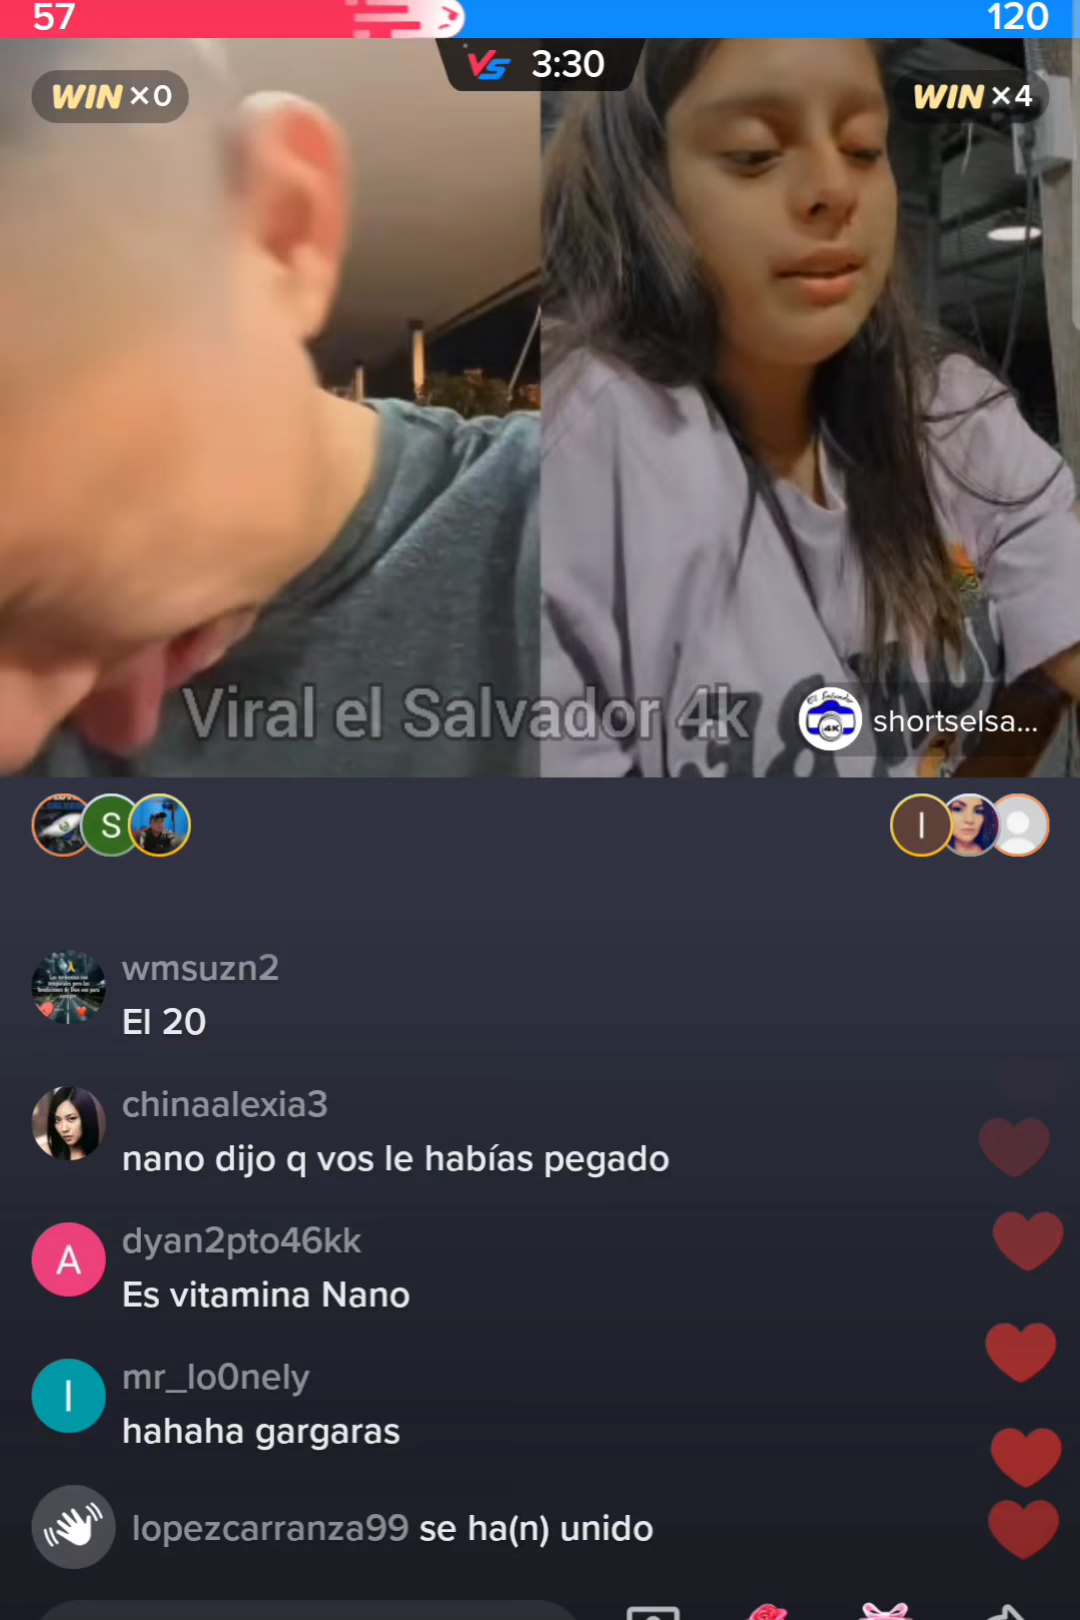 57
120
VS 3:30
WIN ×0
WIN ×4
Viral el Salvador 4k
shortselsa...
S
I
wmsuzn2
El 20
chinaalexia3
nano dijo q vos le habías pegado
A
dyan2pto46kk
Es vitamina Nano
I
mr_lo0nely
hahaha gargaras
lopezcarranza99 se ha(n) unido